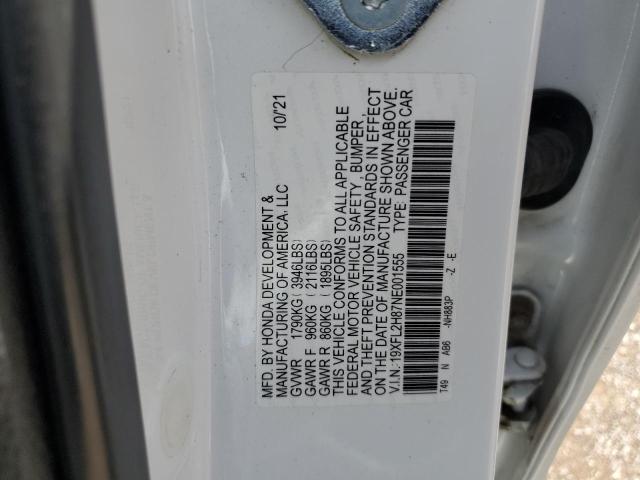 MFD. BY HONDA DEVELOPMENT & 10/'21
MANUFACTURING OF AMERICA, LLC
GVWR 1790KG (3946LBS)
GAWR F 960KG (2116LBS)
GAWR R 860KG (1895LBS)
THIS VEHICLE CONFORMS TO ALL APPLICABLE
FEDERAL MOTOR VEHICLE SAFETY, BUMPER,
AND THEFT PREVENTION STANDARDS IN EFFECT
ON THE DATE OF MANUFACTURE SHOWN ABOVE.
V.I.N.:19XFL2H87NE001555 TYPE: PASSENGER CAR
T49 N AB6 -NH883P -Z -E